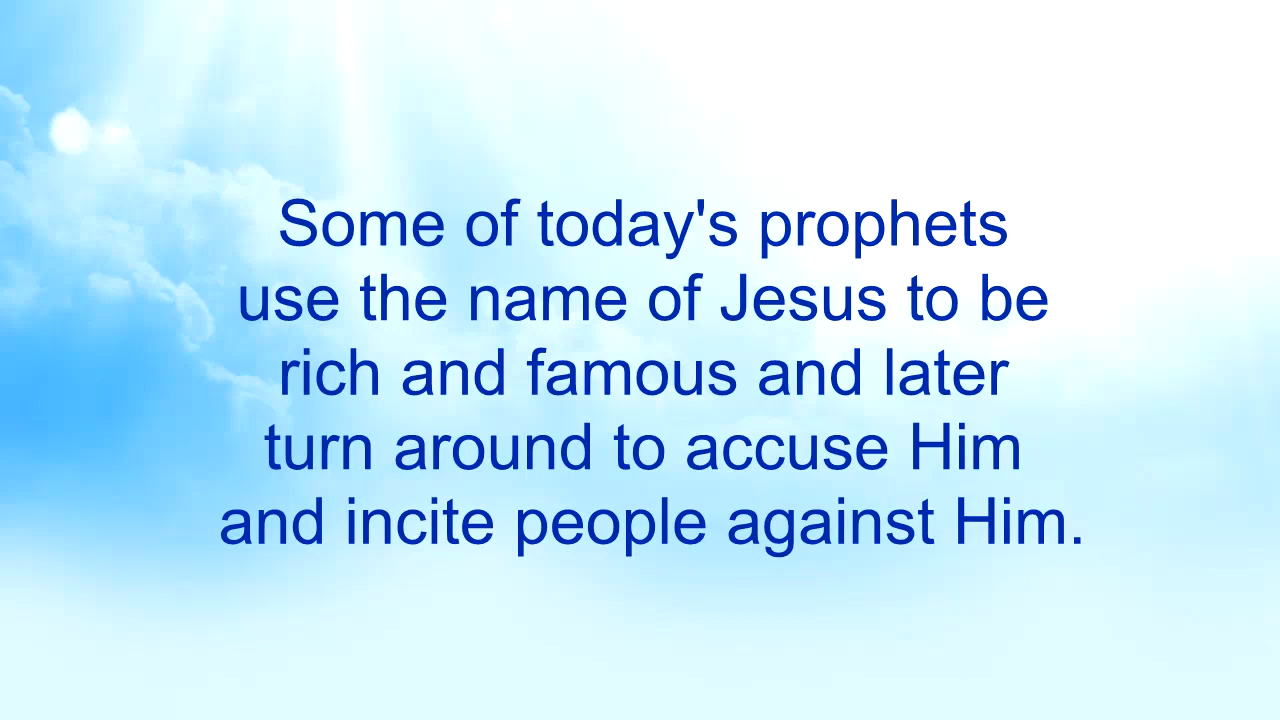 Some of today's prophets
use the name of Jesus to be
rich and famous and later
turn around to accuse Him
and incite people against Him.